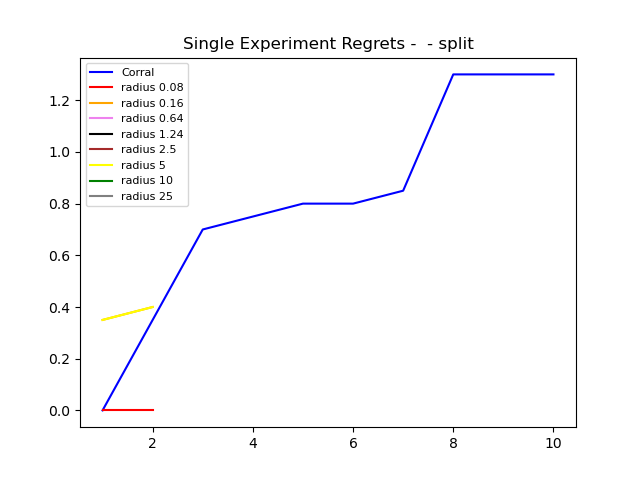 Single Experiment Regrets -  - split
Corral
radius 0.08
radius 0.16
radius 0.64
radius 1.24
radius 2.5
radius 5
radius 10
radius 25
1.2
1.0
0.8
0.6
0.4
0.2
0.0
2 4 6 8 10